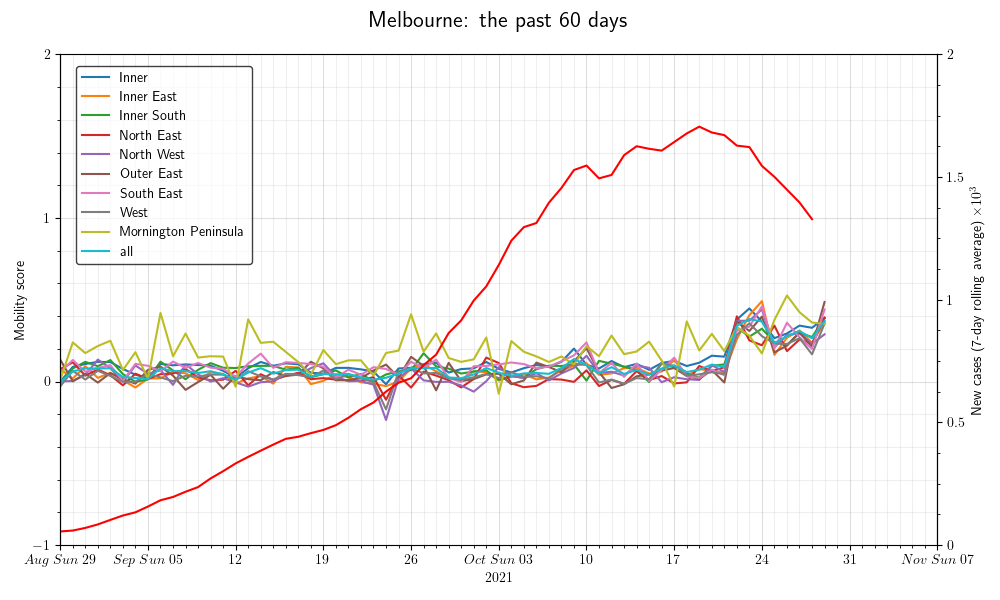 Melbourne: the past 60 days
2
1
0
−1
Mobility score
Inner
Inner East
Inner South
North East
North West
Outer East
South East
West
Mornington Peninsula
all
2
1.5
1
0.5
0
New cases (7-day rolling average) ×10³
Aug Sun 29 Sep Sun 05 12 19 26 Oct Sun 03 10 17 24 31 Nov Sun 07
2021